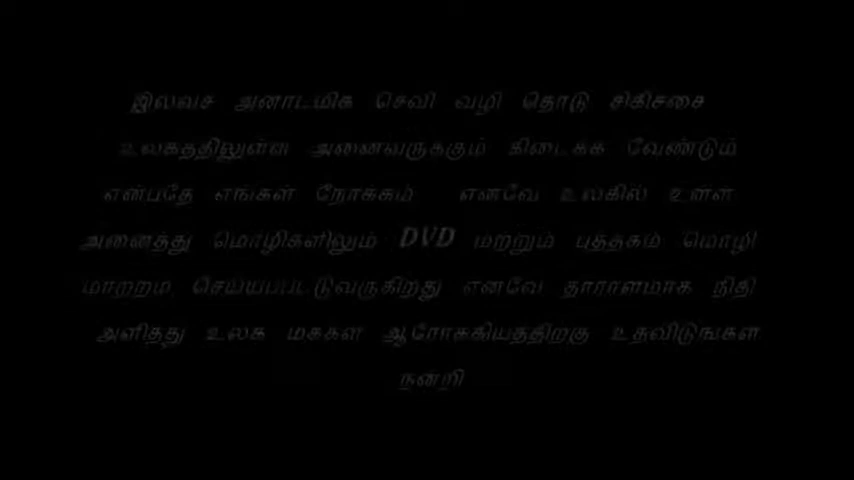 இலவச அனாடமிக் செவி வழி தொடு சிகிச்சை
உலகத்திலுள்ள அனைவருக்கும் கிடைக்க வேண்டும்
என்பதே எங்கள் நோக்கம் எனவே உலகில் உள்ள
அனைத்து மொழிகளிலும் DVD மற்றும் புத்தகம் மொழி
மாற்றம் செய்யப்பட்டுவருகிறது எனவே தாராளமாக நிதி
அளித்து உலக மக்கள் ஆரோக்கியத்திற்கு உதவிடுங்கள்
நன்றி